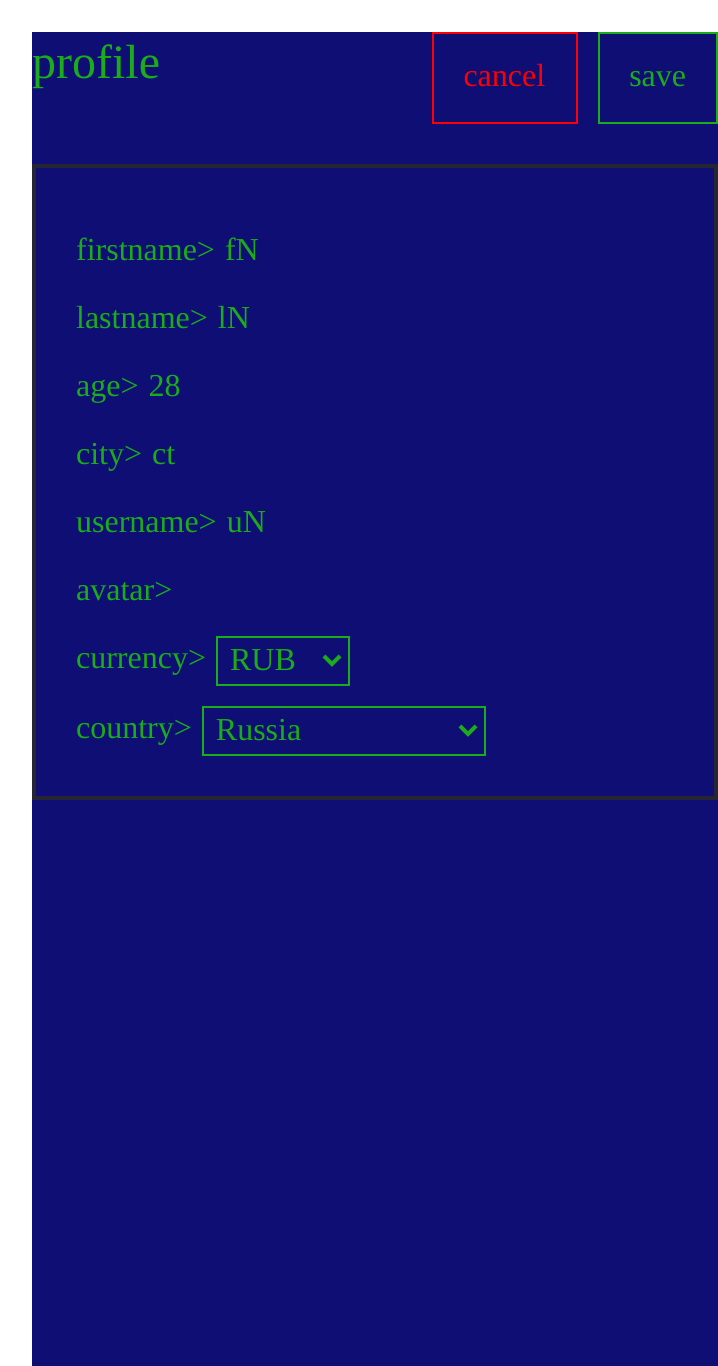 profile cancel save
firstname> fN
lastname> lN
age> 28
city> ct
username> uN
avatar>
currency> RUB
country> Russia